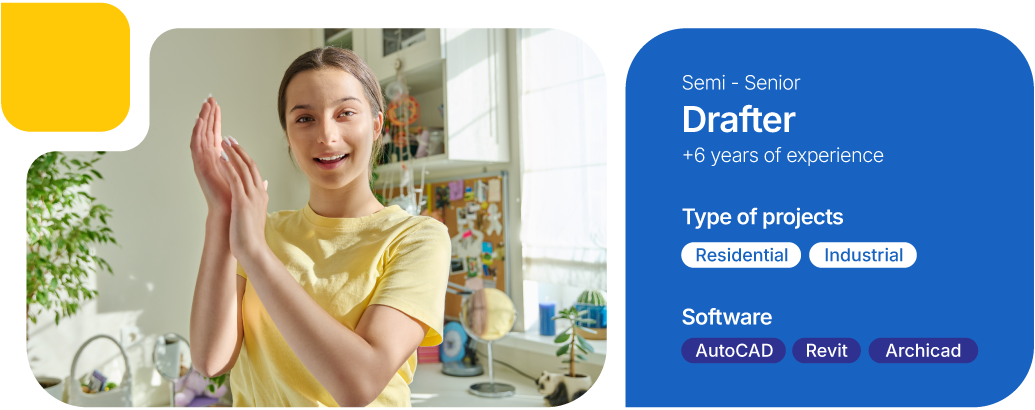 Semi - Senior
Drafter
+6 years of experience
Type of projects
Residential Industrial
Software
AutoCAD Revit Archicad